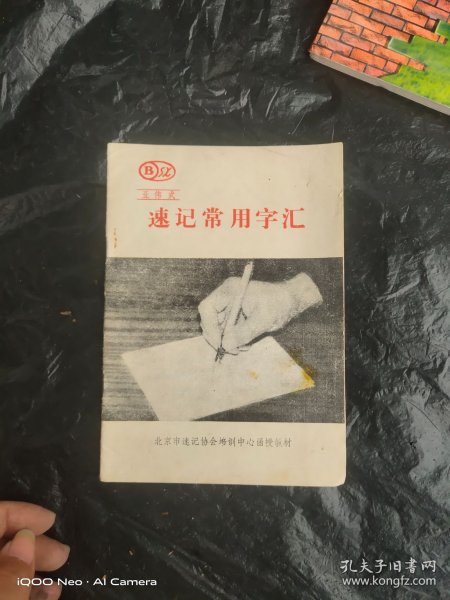 B
亚伟式
速记常用字汇
北京市速记协会培训中心函授教材
iQOO Neo · AI Camera
孔夫子旧书网
www.kongfz.com